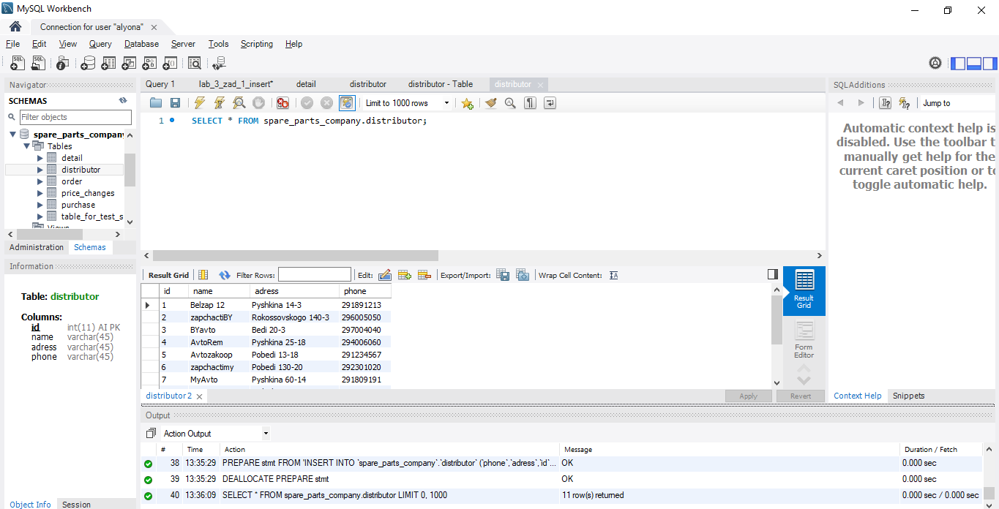 MySQL Workbench
Connection for user "alyona"
File Edit View Query Database Server Tools Scripting Help
Navigator
SCHEMAS
Filter objects
spare_parts_company
Tables
detail
distributor
order
price_changes
purchase
table_for_test_s
Views
Administration Schemas
Information
Table: distributor
Columns:
id int(11) AI PK
name varchar(45)
adress varchar(45)
phone varchar(45)
Object Info Session
Query 1 lab_3_zad_1_insert* detail distributor distributor - Table distributor
Limit to 1000 rows
1 SELECT * FROM spare_parts_company.distributor;
Result Grid Filter Rows: Edit: Export/Import: Wrap Cell Content:
id name adress phone
1 Belzap 12 Pyshkina 14-3 291891213
2 zapchactiBY Rokossovskogo 140-3 296005050
3 BYavto Bedi 20-3 297004040
4 AvtoRem Pyshkina 25-18 294006060
5 Avtozakoop Pobedi 13-18 291234567
6 zapchactimy Pobedi 130-20 292301020
7 MyAvto Pyshkina 60-14 291809191
Result
Grid
Form
Editor
distributor 2 Apply Revert
SQLAdditions
Jump to
Automatic context help is
disabled. Use the toolbar t
manually get help for the
current caret position or to
toggle automatic help.
Context Help Snippets
Output
Action Output
# Time Action Message Duration / Fetch
38 13:35:29 PREPARE stmt FROM 'INSERT INTO `spare_parts_company`.`distributor` (`phone`,`adress`,`id`... OK 0.000 sec
39 13:35:29 DEALLOCATE PREPARE stmt OK 0.000 sec
40 13:36:09 SELECT * FROM spare_parts_company.distributor LIMIT 0, 1000 11 row(s) returned 0.000 sec / 0.000 sec